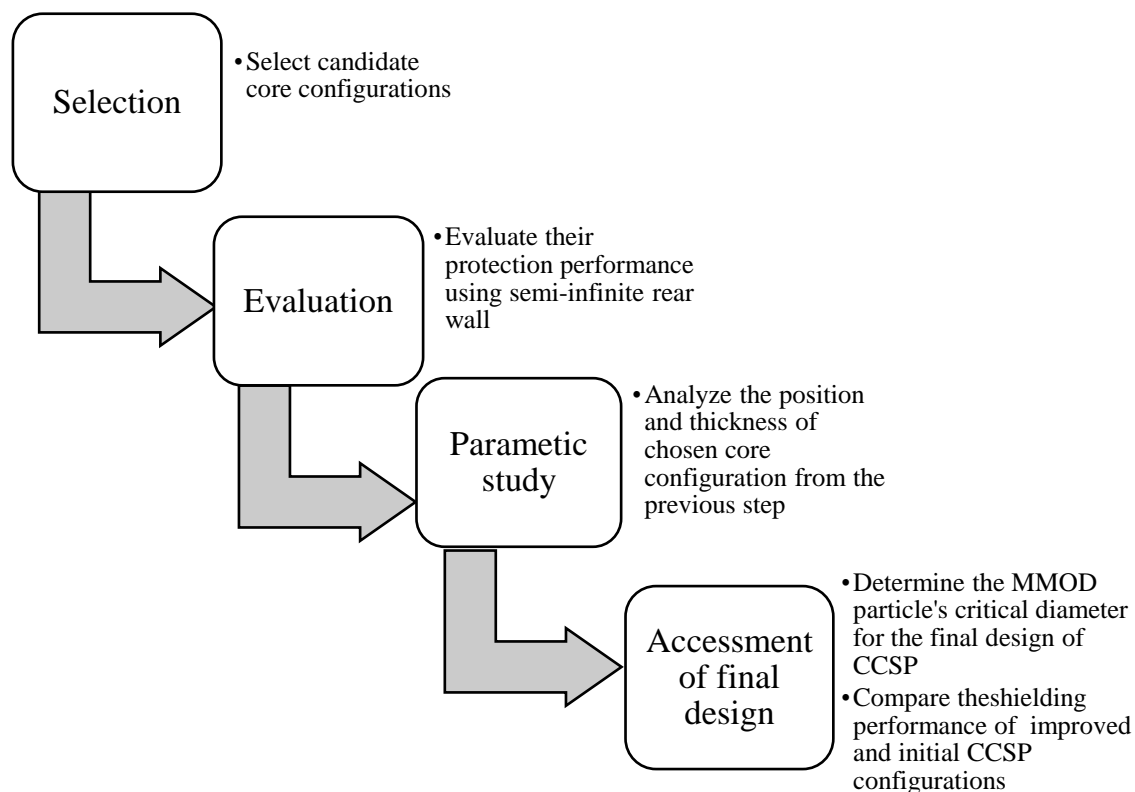 Selection
•Select candidate
core configurations
Evaluation
•Evaluate their
protection performance
using semi-infinite rear
wall
Parametic
study
•Analyze the position
and thickness of
chosen core
configuration from the
previous step
Accessment
of final
design
•Determine the MMOD
particle's critical diameter
for the final design of
CCSP
•Compare theshielding
performance of improved
and initial CCSP
configurations